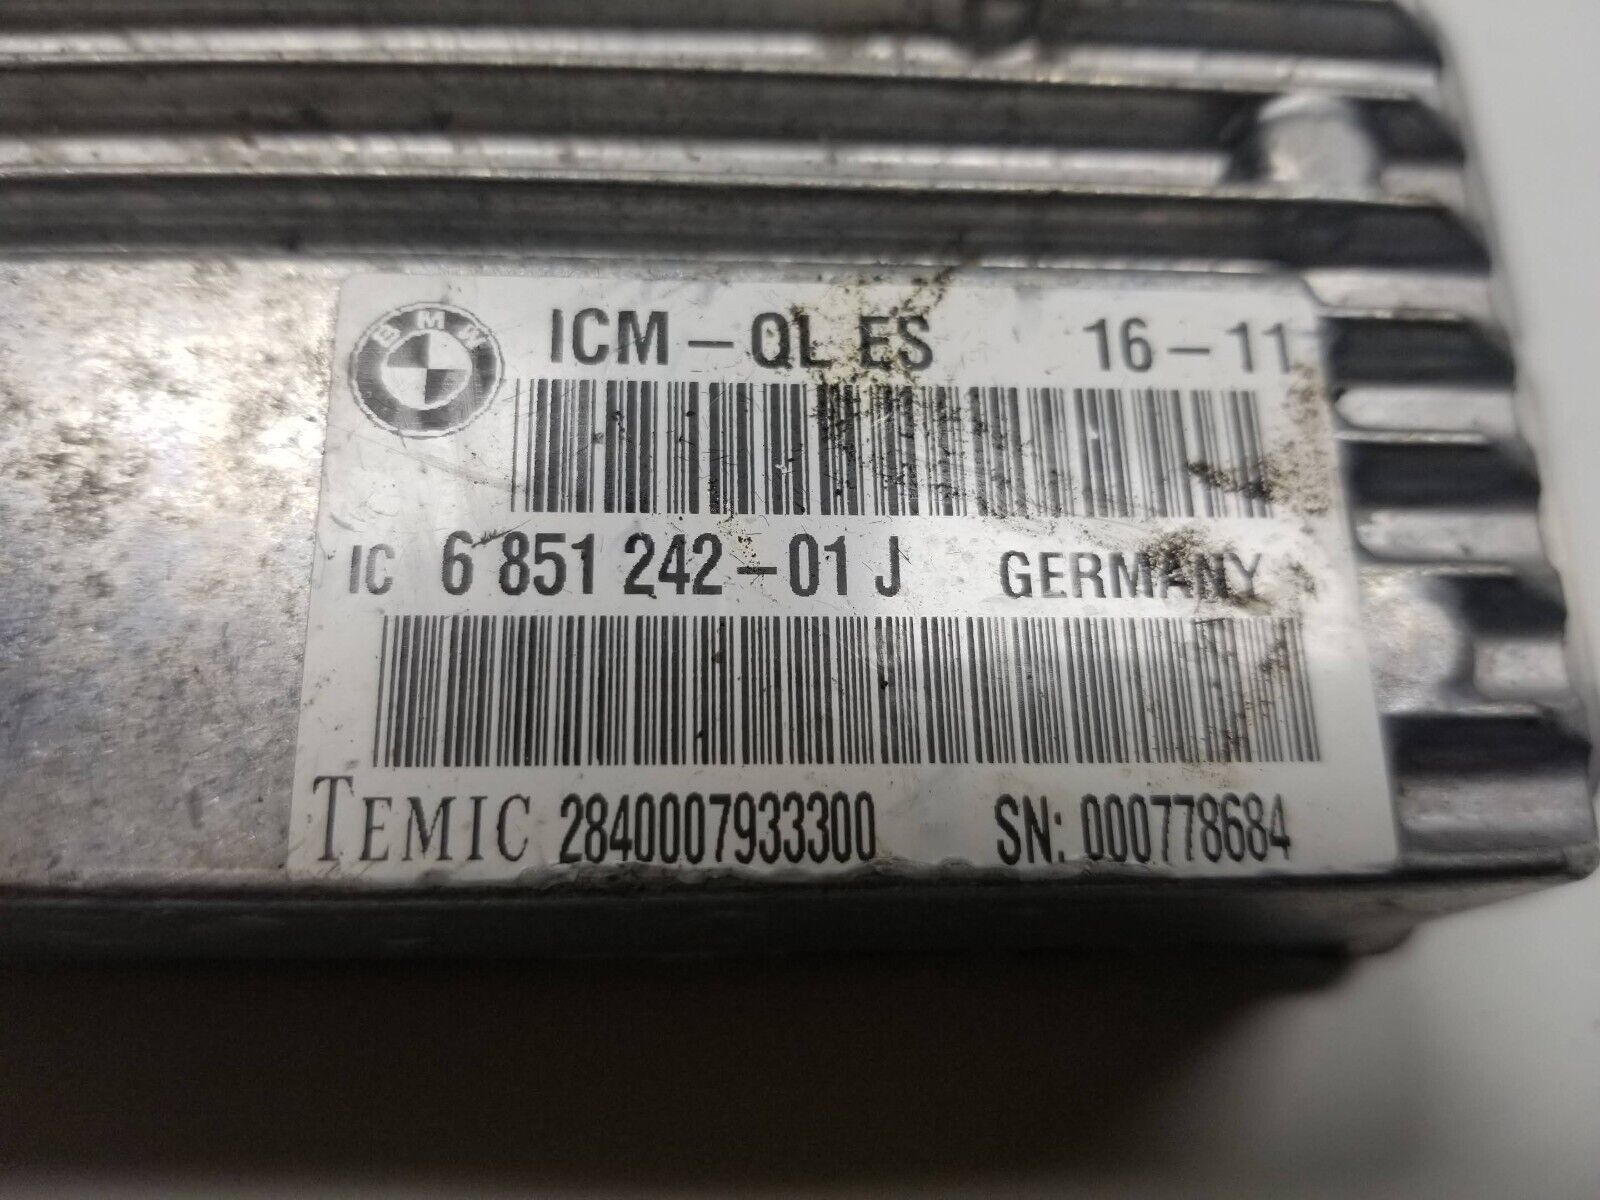 BMW ICM – QL ES 16 – 11
IC 6 851 242 – 01 J GERMANY
TEMIC 2840007933300 SN: 000778684